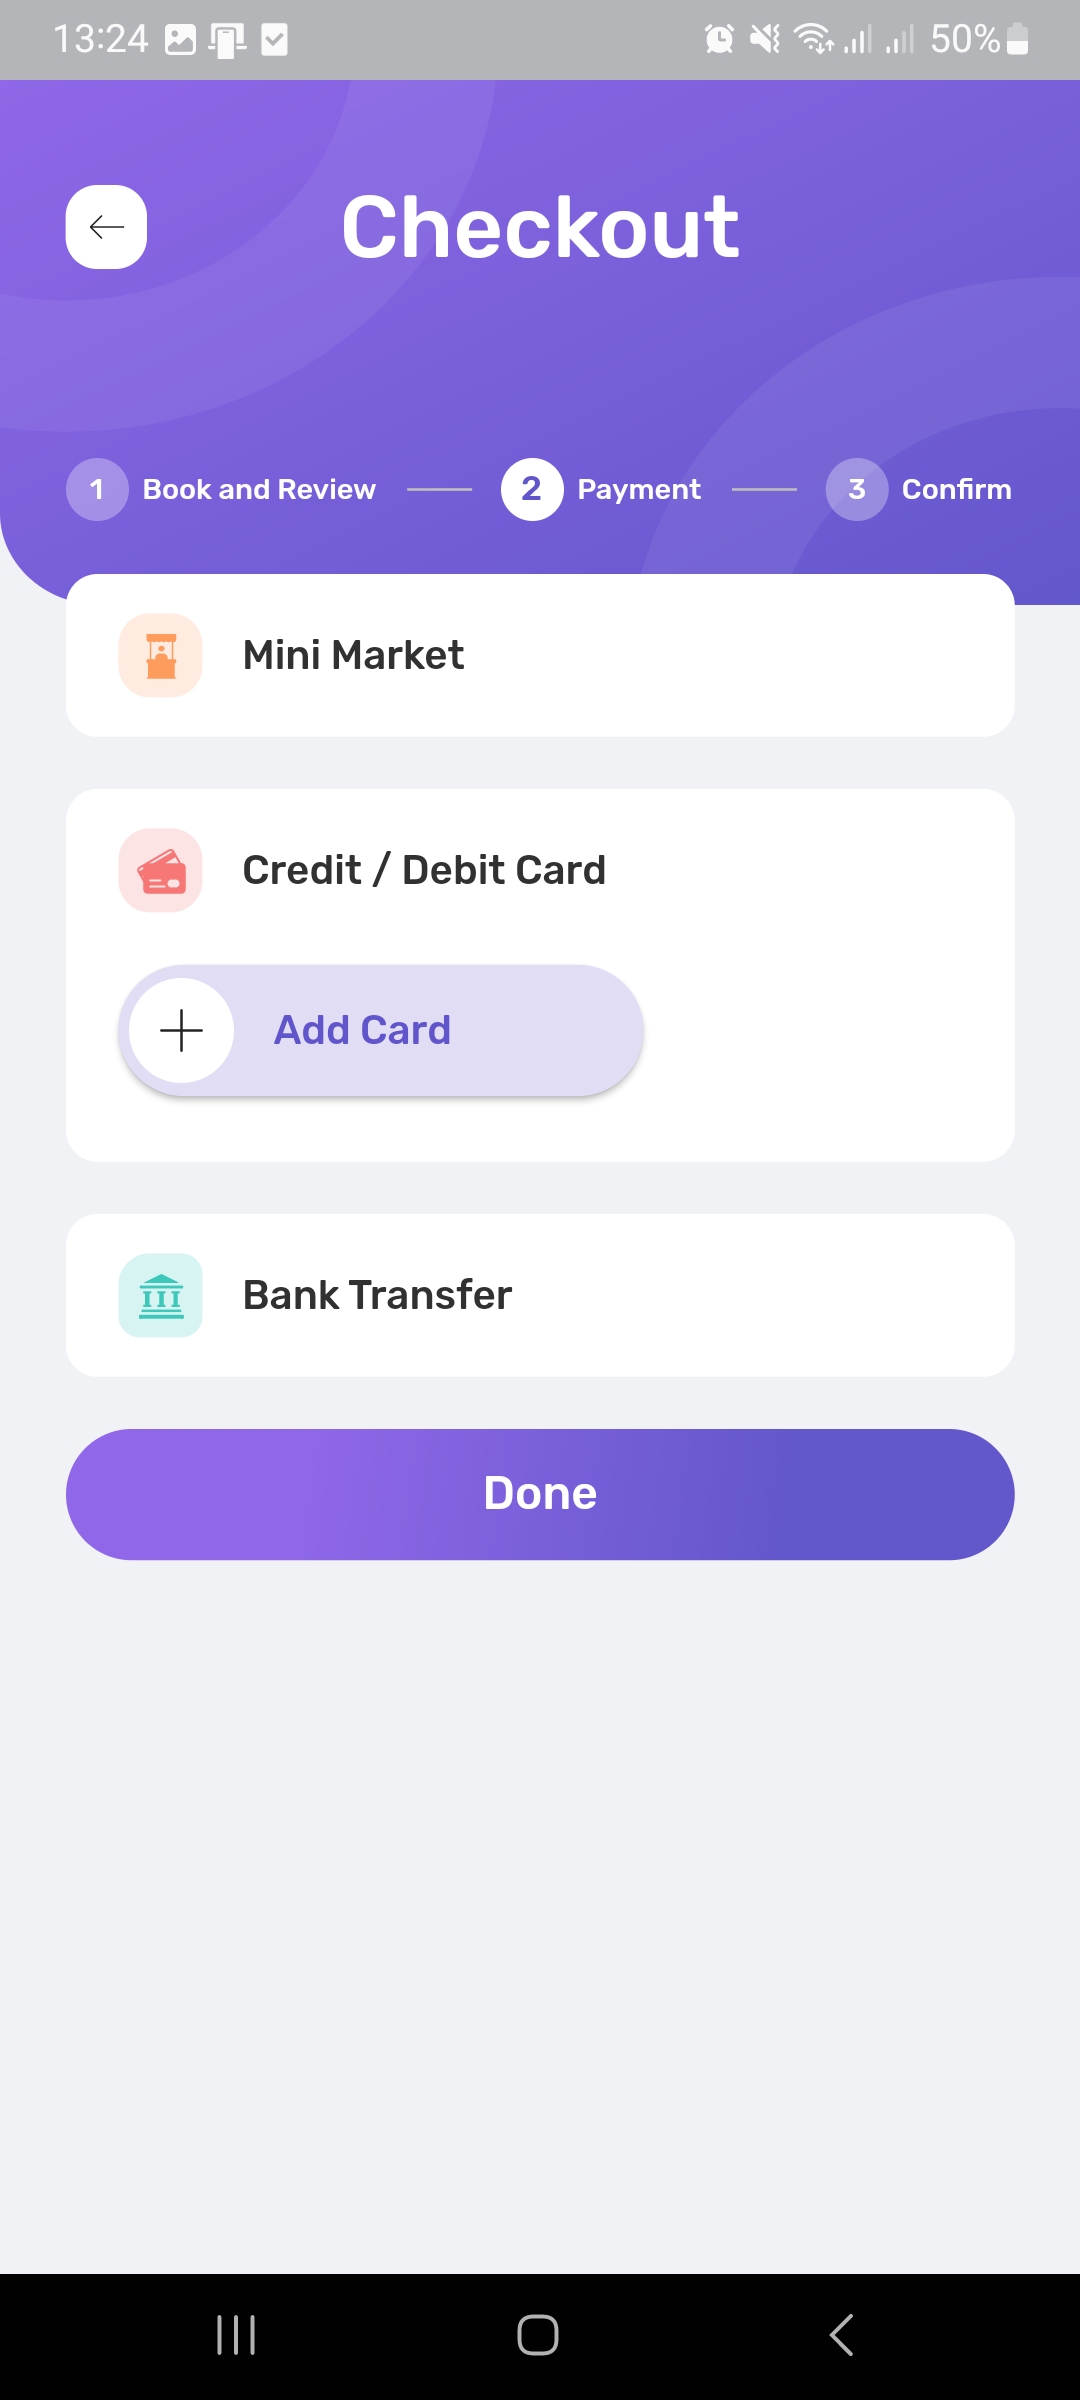 13:24
50%
Checkout
1 Book and Review 2 Payment 3 Confirm
Mini Market
Credit / Debit Card
Add Card
Bank Transfer
Done